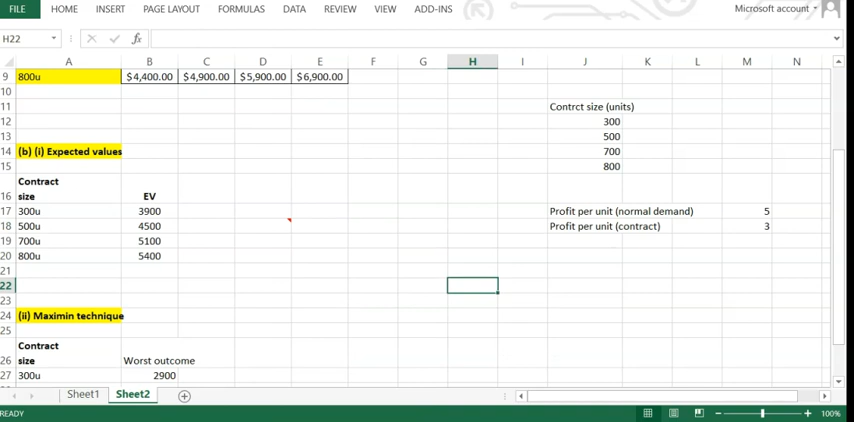 FILE HOME INSERT PAGE LAYOUT FORMULAS DATA REVIEW VIEW ADD-INS Microsoft account
H22 fx
A B C D E F G H I J K L M N
9 800u $4,400.00 $4,900.00 $5,900.00 $6,900.00
10
11 Contrct size (units)
12 300
13 500
14 (b) (i) Expected values 700
15 800
Contract
16 size EV
17 300u 3900 Profit per unit (normal demand) 5
18 500u 4500 Profit per unit (contract) 3
19 700u 5100
20 800u 5400
21
22
23
24 (ii) Maximin technique
25
Contract
26 size Worst outcome
27 300u 2900
Sheet1 Sheet2
READY 100%